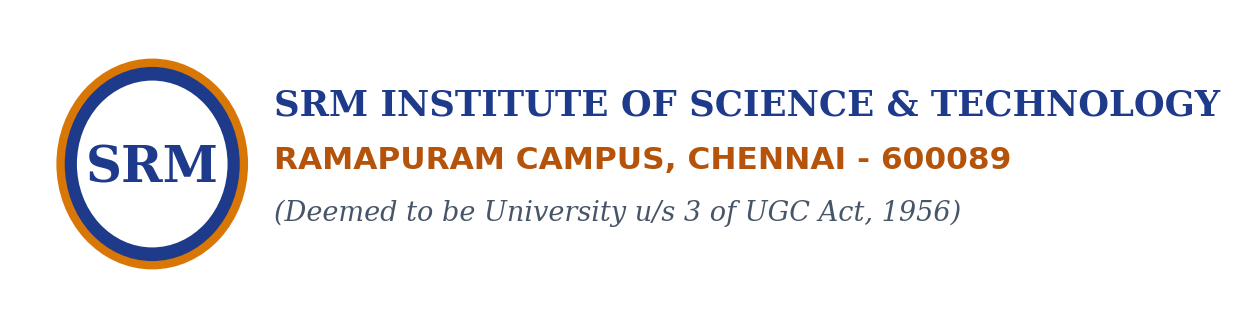 SRM
SRM INSTITUTE OF SCIENCE & TECHNOLOGY
RAMAPURAM CAMPUS, CHENNAI - 600089
(Deemed to be University u/s 3 of UGC Act, 1956)